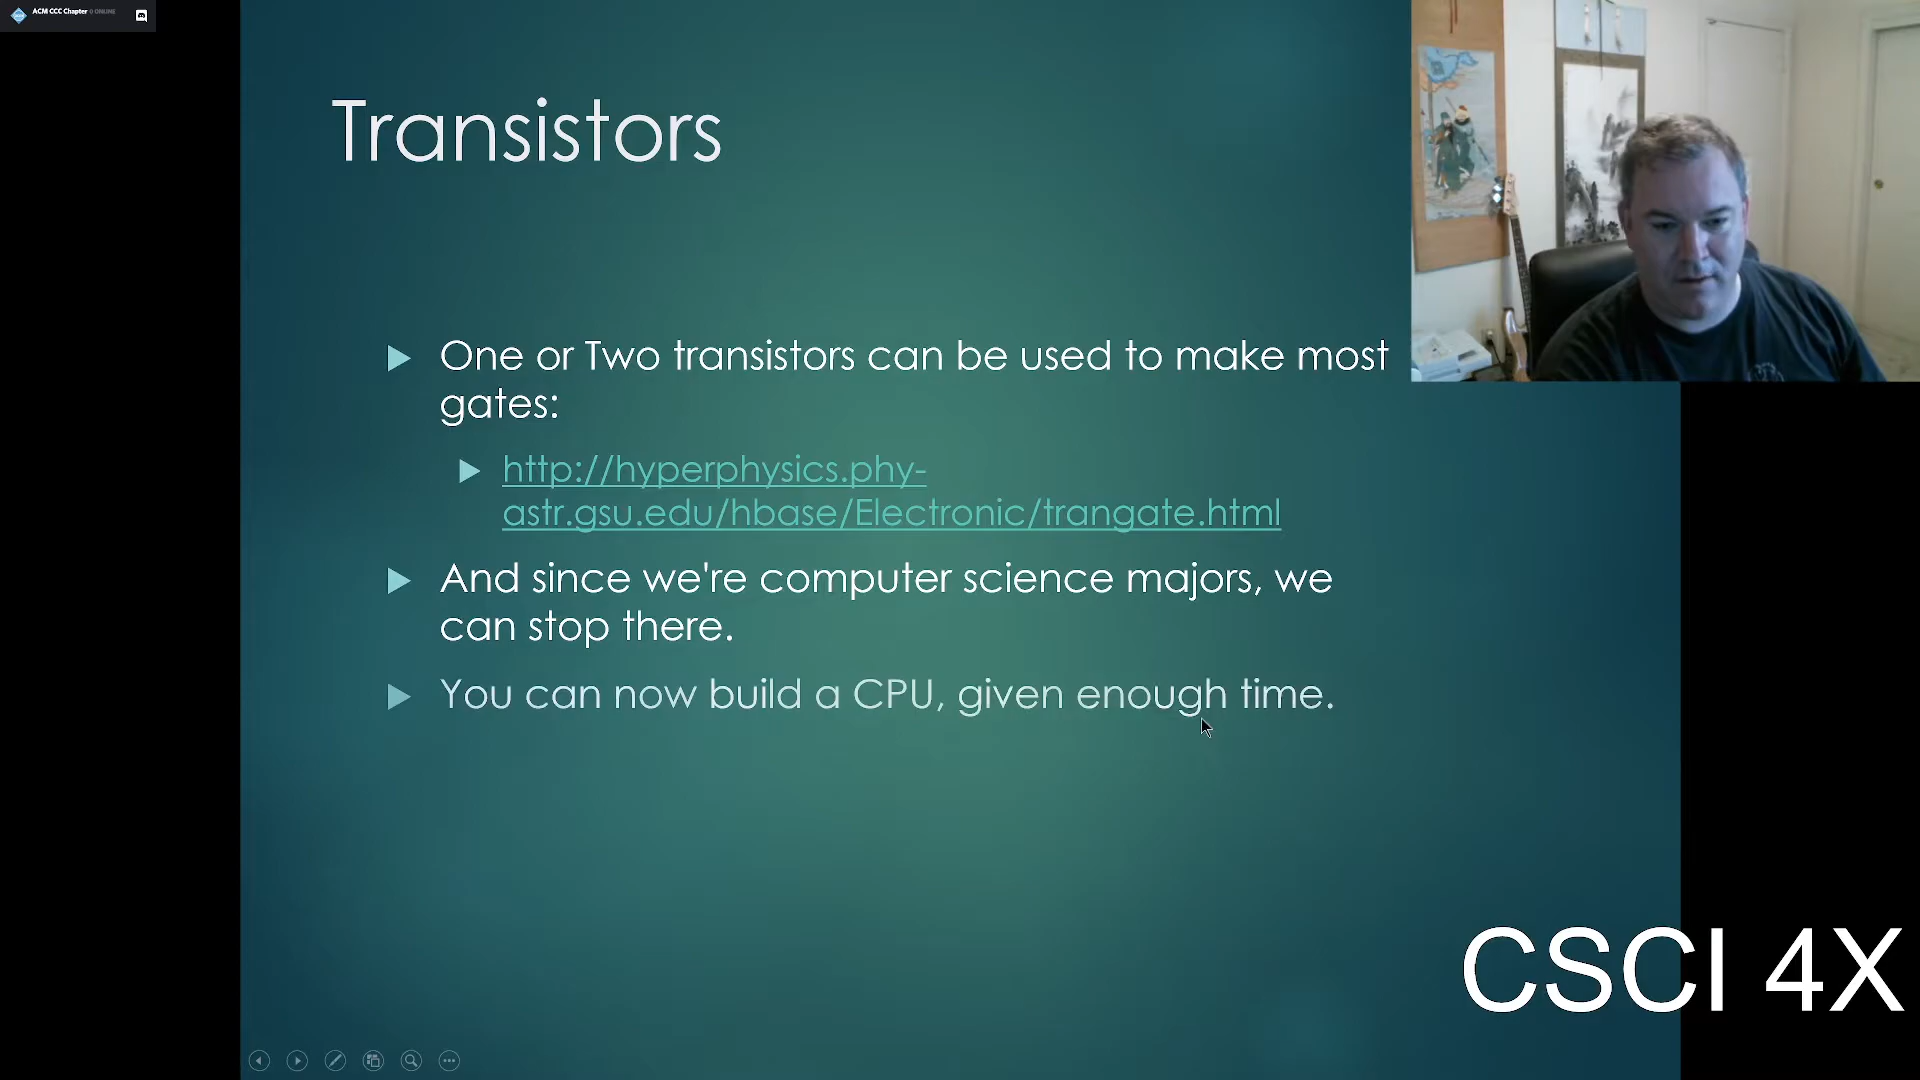 ACM CCC Chapter 0 ONLINE
Transistors
One or Two transistors can be used to make most
gates:
http://hyperphysics.phy-
astr.gsu.edu/hbase/Electronic/trangate.html
And since we're computer science majors, we
can stop there.
You can now build a CPU, given enough time.
CSCI 4X